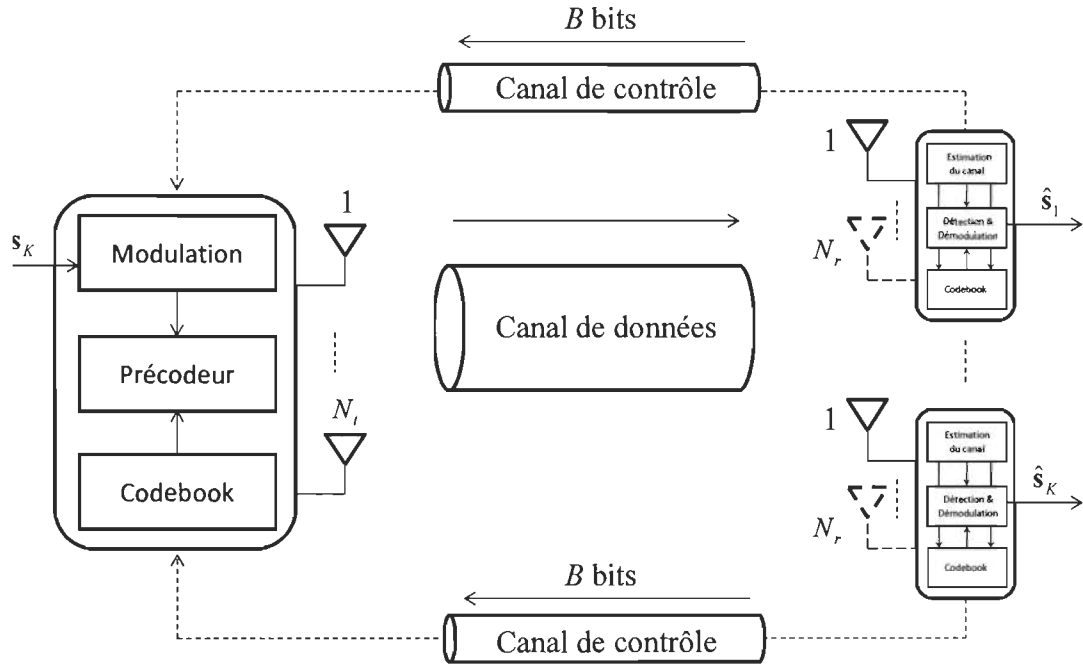 B bits
Canal de contrôle
1
Estimation
du canal
Détection &
Démodulation
Codebook
N_r
ŝ_1
s_K
Modulation
Précodeur
Codebook
1
N_t
Canal de données
1
Estimation
du canal
Détection &
Démodulation
Codebook
N_r
ŝ_K
B bits
Canal de contrôle